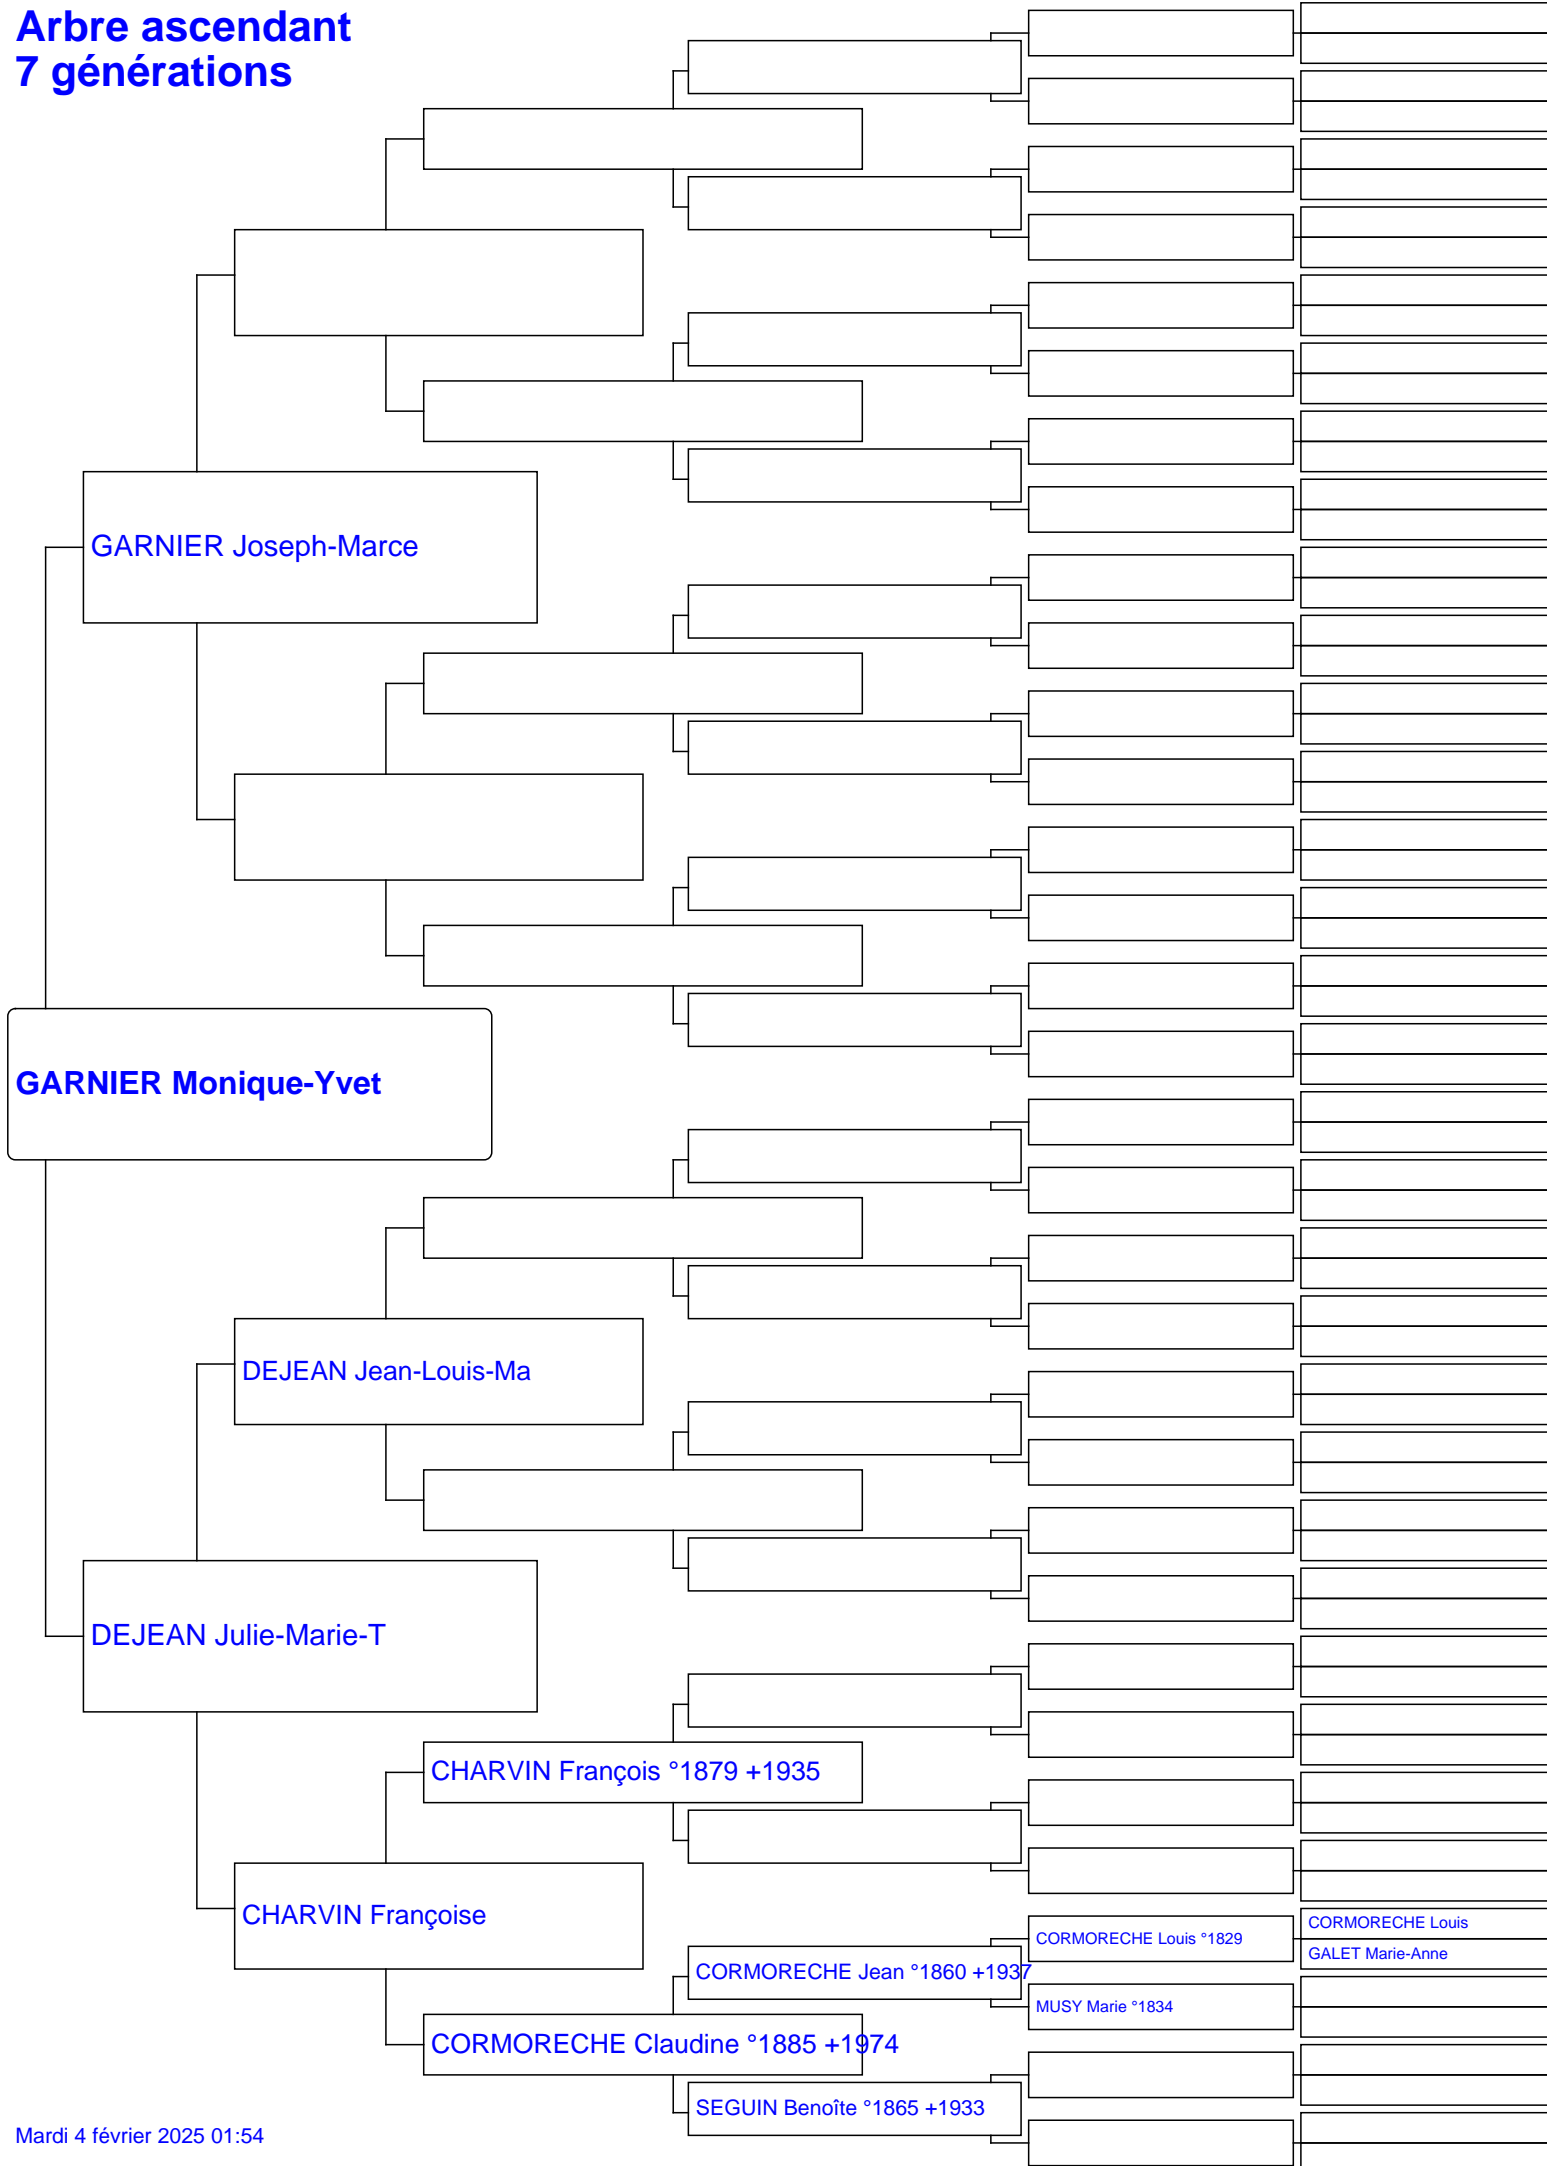 Arbre ascendant
7 générations
GARNIER Joseph-Marce
GARNIER Monique-Yvet
DEJEAN Jean-Louis-Ma
DEJEAN Julie-Marie-T
CHARVIN François °1879 +1935
CHARVIN Françoise
CORMORECHE Louis
CORMORECHE Louis °1829
GALET Marie-Anne
CORMORECHE Jean °1860 +1937
MUSY Marie °1834
CORMORECHE Claudine °1885 +1974
SEGUIN Benoîte °1865 +1933
Mardi 4 février 2025 01:54